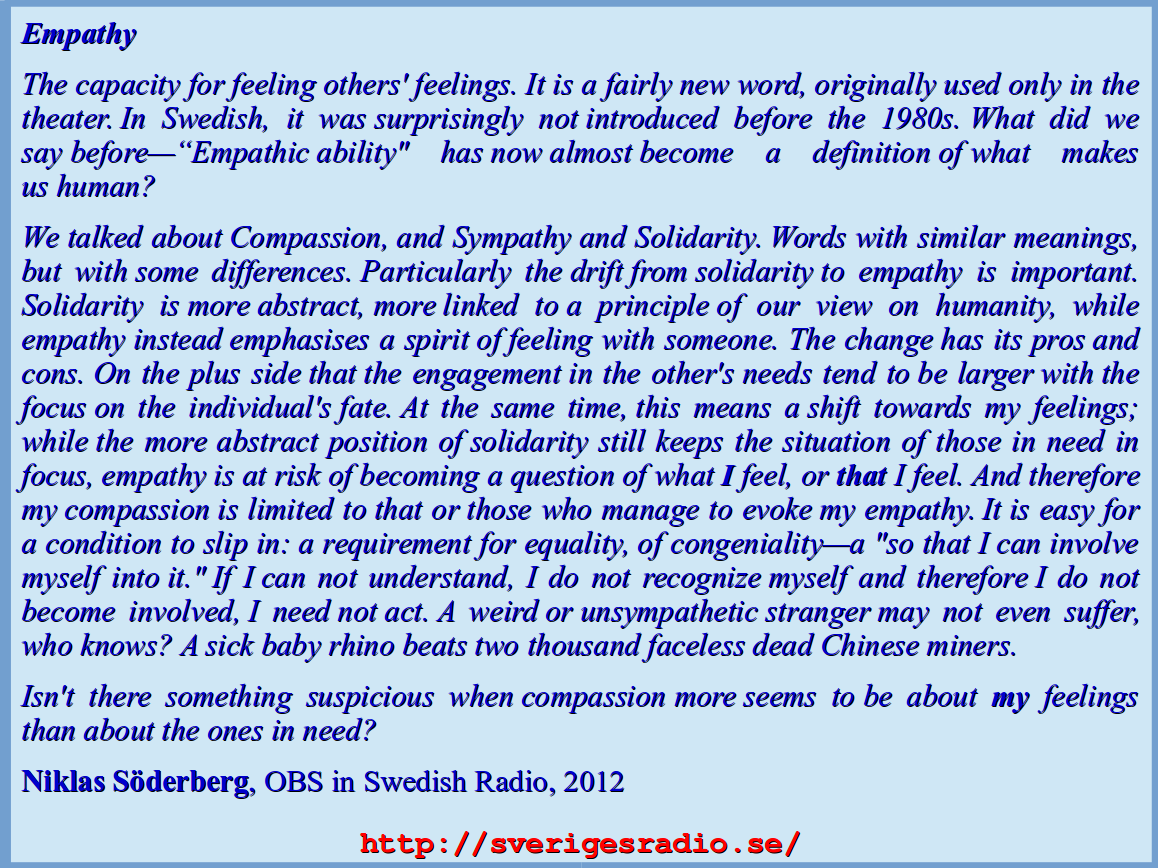 Empathy
The capacity for feeling others' feelings. It is a fairly new word, originally used only in the
theater. In Swedish, it was surprisingly not introduced before the 1980s. What did we
say before—“Empathic ability" has now almost become a definition of what makes
us human?
We talked about Compassion, and Sympathy and Solidarity. Words with similar meanings,
but with some differences. Particularly the drift from solidarity to empathy is important.
Solidarity is more abstract, more linked to a principle of our view on humanity, while
empathy instead emphasises a spirit of feeling with someone. The change has its pros and
cons. On the plus side that the engagement in the other's needs tend to be larger with the
focus on the individual's fate. At the same time, this means a shift towards my feelings;
while the more abstract position of solidarity still keeps the situation of those in need in
focus, empathy is at risk of becoming a question of what I feel, or that I feel. And therefore
my compassion is limited to that or those who manage to evoke my empathy. It is easy for
a condition to slip in: a requirement for equality, of congeniality—a "so that I can involve
myself into it." If I can not understand, I do not recognize myself and therefore I do not
become involved, I need not act. A weird or unsympathetic stranger may not even suffer,
who knows? A sick baby rhino beats two thousand faceless dead Chinese miners.
Isn't there something suspicious when compassion more seems to be about my feelings
than about the ones in need?
Niklas Söderberg, OBS in Swedish Radio, 2012
http://sverigesradio.se/